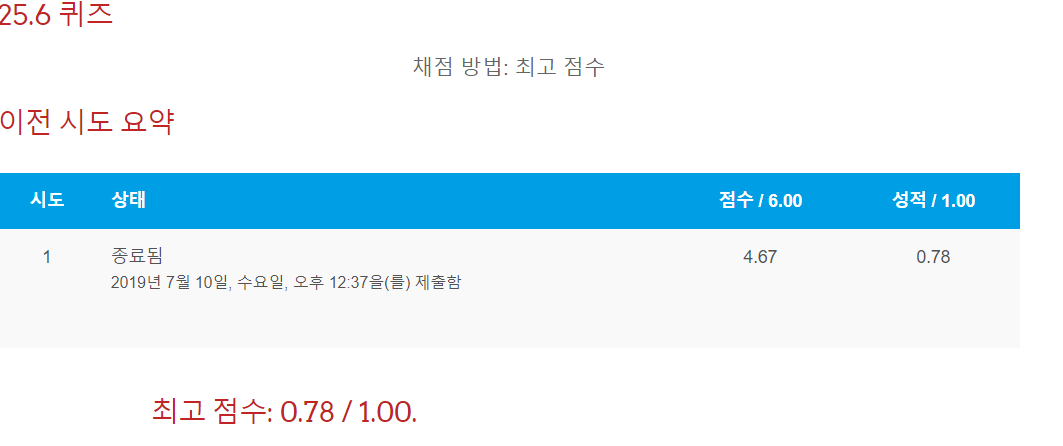 25.6 퀴즈
채점 방법: 최고 점수
이전 시도 요약
시도 상태 점수 / 6.00 성적 / 1.00
1 종료됨 4.67 0.78
2019년 7월 10일, 수요일, 오후 12:37을(를) 제출함
최고 점수: 0.78 / 1.00.